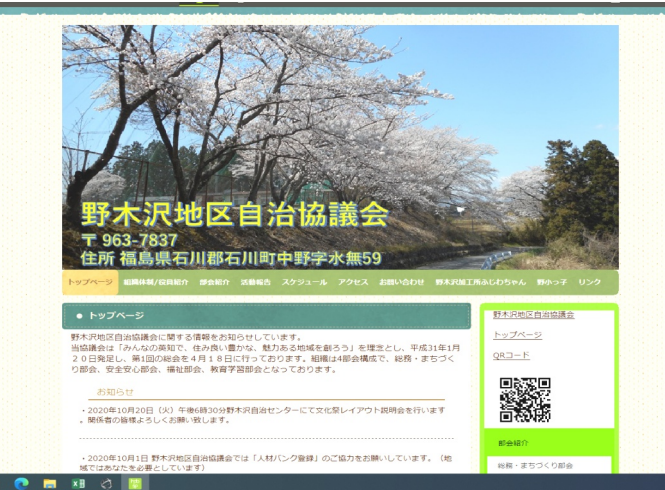 野木沢地区自治協議会
〒 963-7837
住所 福島県石川郡石川町中野字水無59
トップページ 組織体制/役員紹介 部会紹介 活動報告 スケジュール アクセス お問い合わせ 野木沢加工所ふじわちゃん 野小っ子 リンク
● トップページ
野木沢地区自治協議会に関する情報をお知らせしています。
当協議会は「みんなの英知で、住み良い豊かな、魅力ある地域を創ろう」を理念とし、平成31年1月
20日発足し、第1回の総会を4月18日に行っております。組織は4部会構成で、総務・まちづく
り部会、安全安心部会、福祉部会、教育学習部会となっております。
お知らせ
・2020年10月20日（火）午後6時30分野木沢自治センターにて文化祭レイアウト説明会を行います
。関係者の皆様よろしくお願い致します。
・2020年10月1日 野木沢地区自治協議会では「人材バンク登録」のご協力をお願いしています。（地
域ではあなたを必要としています）
野木沢地区自治協議会
トップページ
QRコード
部会紹介
総務・まちづくり部会